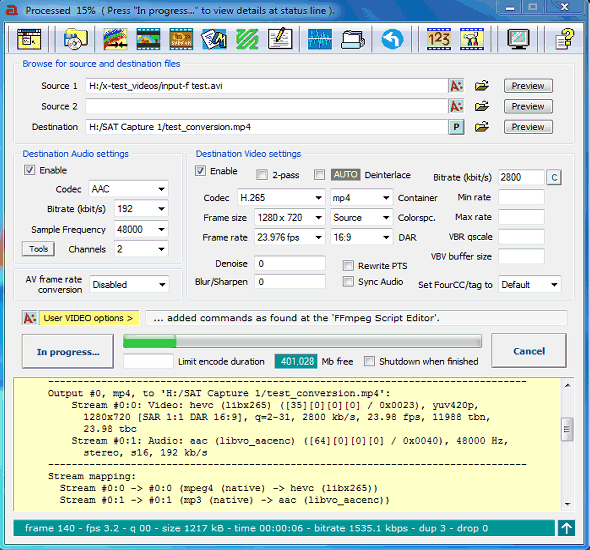 Processed 15% ( Press "In progress..." to view details at status line ).
Browse for source and destination files
Source 1 H:/x-test_videos/input-f test.avi A: Preview
Source 2 A: Preview
Destination H:/SAT Capture 1/test_conversion.mp4 P Preview
Destination Audio settings
Enable
Codec AAC
Bitrate (kbit/s) 192
Sample Frequency 48000
Tools Channels 2
AV frame rate conversion Disabled
Destination Video settings
Enable 2-pass AUTO Deinterlace Bitrate (kbit/s) 2800 C
Codec H.265 mp4 Container Min rate
Frame size 1280 x 720 Source Colorspc. Max rate
Frame rate 23.976 fps 16:9 DAR VBR qscale
VBV buffer size
Denoise 0 Rewrite PTS
Blur/Sharpen 0 Sync Audio Set FourCC/tag to Default
A: User VIDEO options > ... added commands as found at the 'FFmpeg Script Editor'.
In progress... Cancel
Limit encode duration 401.028 Mb free Shutdown when finished
Output #0, mp4, to 'H:/SAT Capture 1/test_conversion.mp4':
Stream #0:0: Video: hevc (libx265) ([35][0][0][0] / 0x0023), yuv420p,
1280x720 [SAR 1:1 DAR 16:9], q=2-31, 2800 kb/s, 23.98 fps, 11988 tbn,
23.98 tbc
Stream #0:1: Audio: aac (libvo_aacenc) ([64][0][0][0] / 0x0040), 48000 Hz,
stereo, s16, 192 kb/s
Stream mapping:
Stream #0:0 -> #0:0 (mpeg4 (native) -> hevc (libx265))
Stream #0:1 -> #0:1 (mp3 (native) -> aac (libvo_aacenc))
frame 140 - fps 3.2 - q 00 - size 1217 kB - time 00:00:06 - bitrate 1535.1 kbps - dup 3 - drop 0